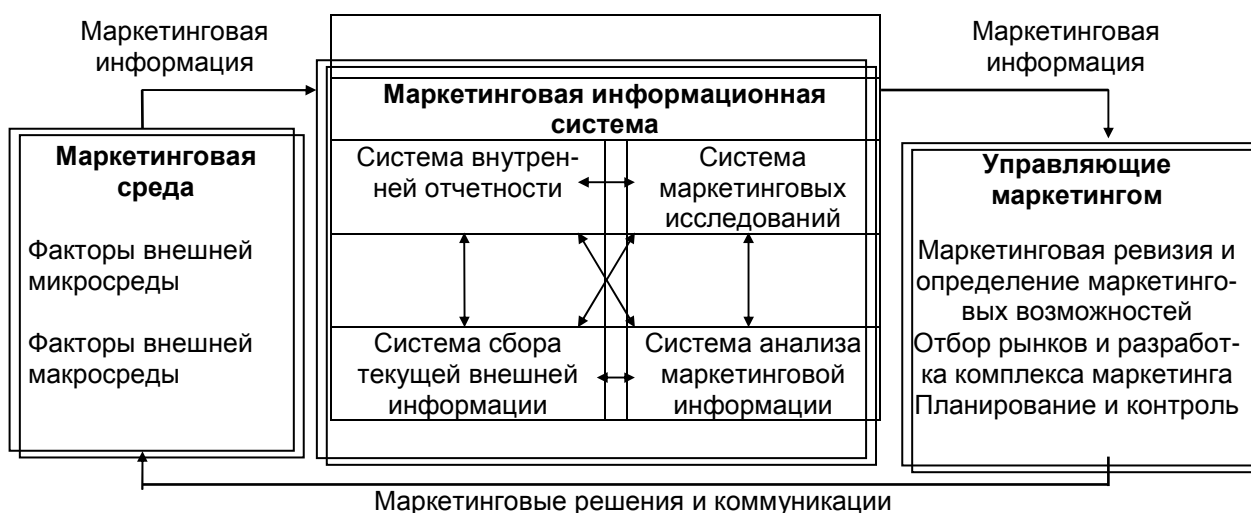 Маркетинговая
информация
Маркетинговая
информация
Маркетинговая информационная
система
Маркетинговая
среда
Факторы внешней
микросреды
Факторы внешней
макросреды
Система внутрен-
ней отчетности
Система
маркетинговых
исследований
Система сбора
текущей внешней
информации
Система анализа
маркетинговой
информации
Управляющие
маркетингом
Маркетинговая ревизия и
определение маркетинго-
вых возможностей
Отбор рынков и разработ-
ка комплекса маркетинга
Планирование и контроль
Маркетинговые решения и коммуникации